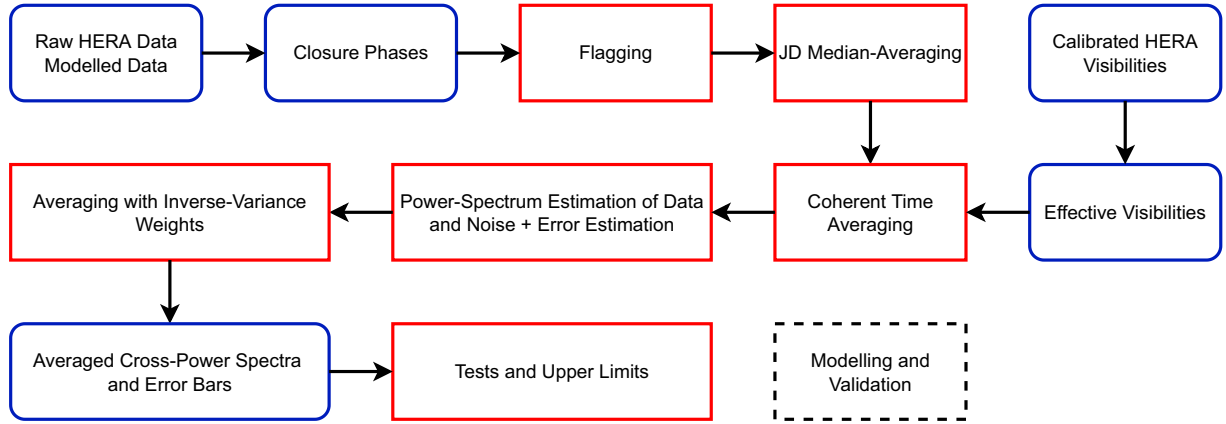 Raw HERA Data
Modelled Data
Closure Phases
Flagging
JD Median-Averaging
Calibrated HERA
Visibilities
Averaging with Inverse-Variance
Weights
Power-Spectrum Estimation of Data
and Noise + Error Estimation
Coherent Time
Averaging
Effective Visibilities
Averaged Cross-Power Spectra
and Error Bars
Tests and Upper Limits
Modelling and
Validation